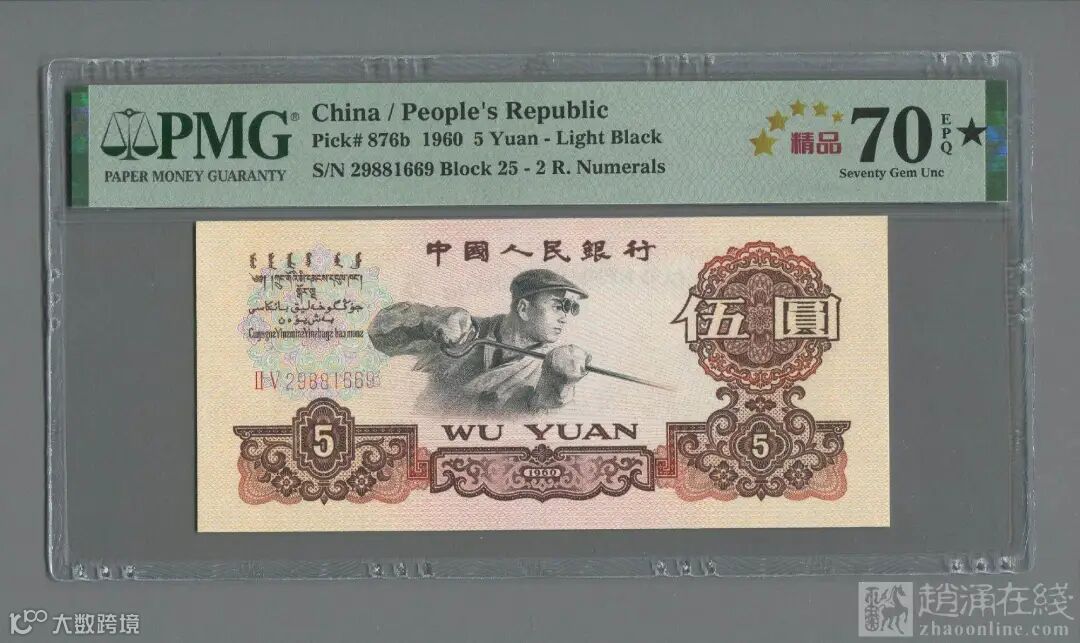 PMG®
PAPER MONEY GUARANTY
China / People's Republic
Pick# 876b 1960 5 Yuan - Light Black
S/N 29881669 Block 25 - 2 R. Numerals
精品
70 EPQ ★
Seventy Gem Unc
中國人民銀行
伍圓
ⅡⅤ 29881669
5
WU YUAN
1960
5
大数跨境
趙涌在綫
zhaoonline.com